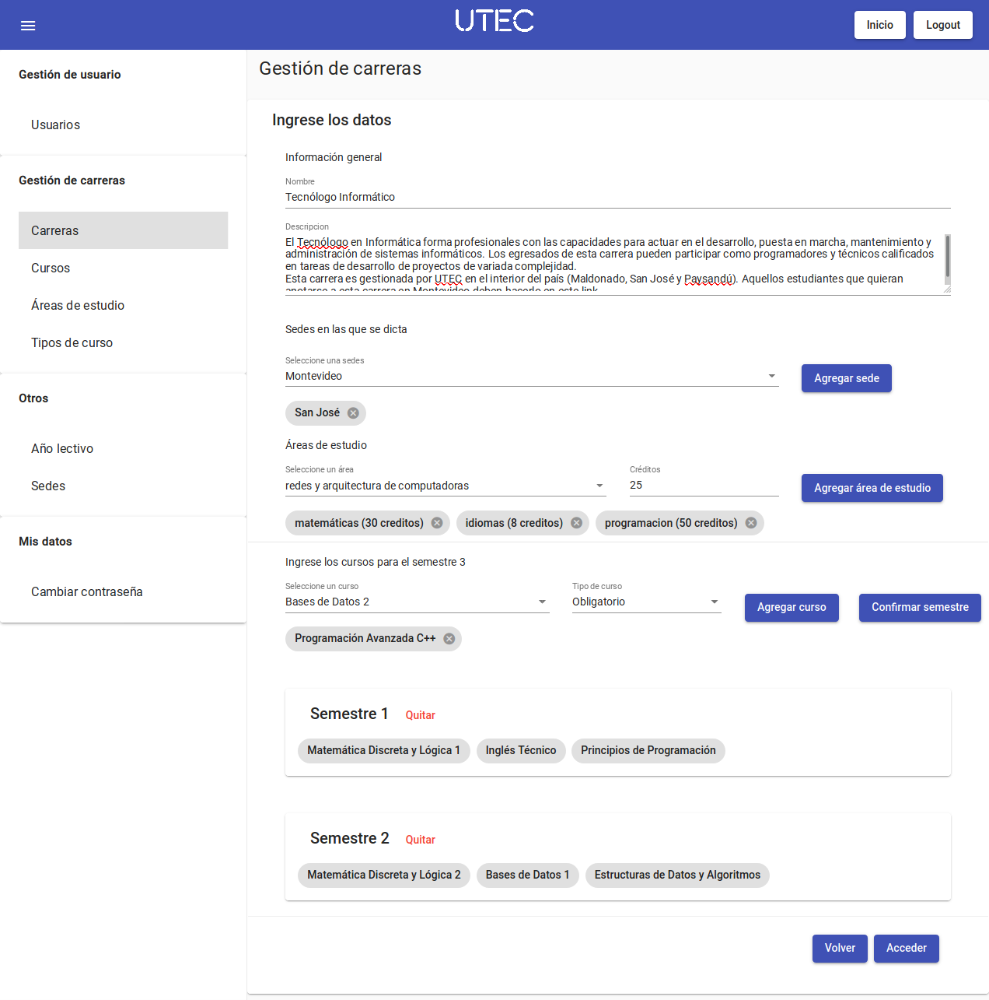 UTEC
Inicio
Logout
Gestión de usuario
Usuarios
Gestión de carreras
Carreras
Cursos
Áreas de estudio
Tipos de curso
Otros
Año lectivo
Sedes
Mis datos
Cambiar contraseña
Gestión de carreras
Ingrese los datos
Información general
Nombre
Tecnólogo Informático
Descripcion
El Tecnólogo en Informática forma profesionales con las capacidades para actuar en el desarrollo, puesta en marcha, mantenimiento y
administración de sistemas informáticos. Los egresados de esta carrera pueden participar como programadores y técnicos calificados
en tareas de desarrollo de proyectos de variada complejidad.
Esta carrera es gestionada por UTEC en el interior del país (Maldonado, San José y Paysandú). Aquellos estudiantes que quieran
anotarse a esta carrera en Montevideo deben hacerlo en este link
Sedes en las que se dicta
Seleccione una sedes
Montevideo
Agregar sede
San José
Áreas de estudio
Seleccione un área
redes y arquitectura de computadoras
Créditos
25
Agregar área de estudio
matemáticas (30 creditos)
idiomas (8 creditos)
programacion (50 creditos)
Ingrese los cursos para el semestre 3
Seleccione un curso
Bases de Datos 2
Tipo de curso
Obligatorio
Agregar curso
Confirmar semestre
Programación Avanzada C++
Semestre 1
Quitar
Matemática Discreta y Lógica 1
Inglés Técnico
Principios de Programación
Semestre 2
Quitar
Matemática Discreta y Lógica 2
Bases de Datos 1
Estructuras de Datos y Algoritmos
Volver
Acceder